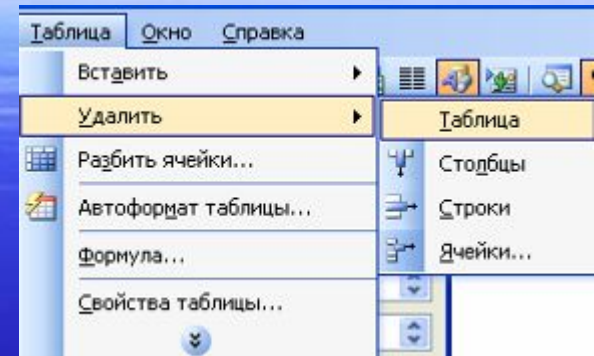 Таблица Окно Справка
Вставить
Удалить
Разбить ячейки...
Автоформат таблицы...
Формула...
Свойства таблицы...
Таблица
Столбцы
Строки
Ячейки...